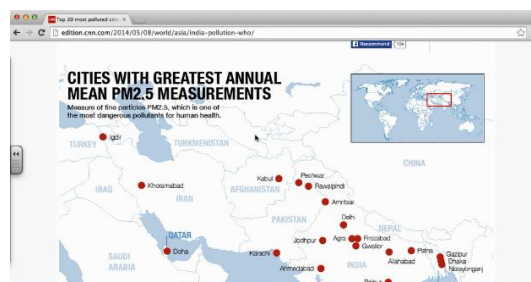 Top 20 most polluted citi
edition.cnn.com/2014/05/08/world/asia/india-pollution-who/
Recommend
CITIES WITH GREATEST ANNUAL
MEAN PM2.5 MEASUREMENTS
Measure of fine particles PM2.5, which is one of
the most dangerous pollutants for human health.
TURKEY
Igdir
TURKMENISTAN
CHINA
Kabul
Peshwar
Rawalpindi
IRAQ
Khorramabad
IRAN
AFGHANISTAN
Amritsar
PAKISTAN
Delhi
NEPAL
QATAR
Doha
Jodhpur
Agra
Firozabad
Gwalior
Patna
Gazipur
SAUDI
ARABIA
Karachi
Allahabad
Dhaka
Narayonganj
Ahmedabad
INDIA